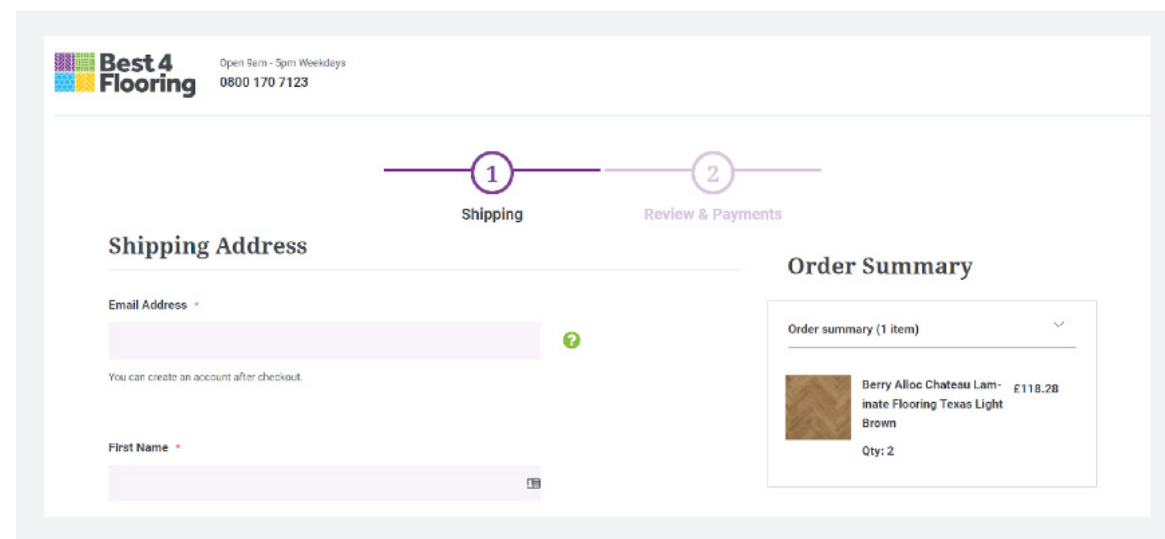 Best 4
Flooring
Open 9am - 5pm Weekdays
0800 170 7123
1
2
Shipping
Review & Payments
Shipping Address
Email Address *
?
You can create an account after checkout.
First Name *
Order Summary
Order summary (1 item)
Berry Alloc Chateau Lam-
inate Flooring Texas Light
Brown
£118.28
Qty: 2